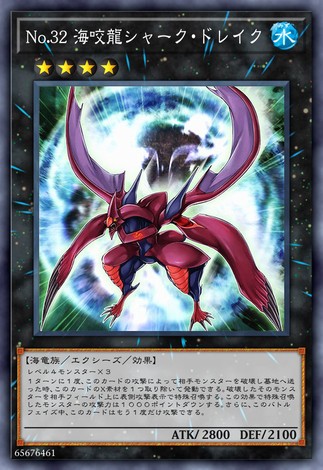 No.32 海咬龍シャーク・ドレイク
水
【海竜族／エクシーズ／効果】
レベル４モンスター×３
１ターンに１度、このカードの攻撃によって相手モンスターを破壊し墓地へ送
った時、このカードのX素材を１つ取り除いて発動できる。破壊したそのモンス
ターを相手フィールド上に表側攻撃表示で特殊召喚する。この効果で特殊召喚
したモンスターの攻撃力は１０００ポイントダウンする。さらに、このバトル
フェイズ中、このカードはもう１度だけ攻撃できる。
ATK/ 2800 DEF/2100
65676461